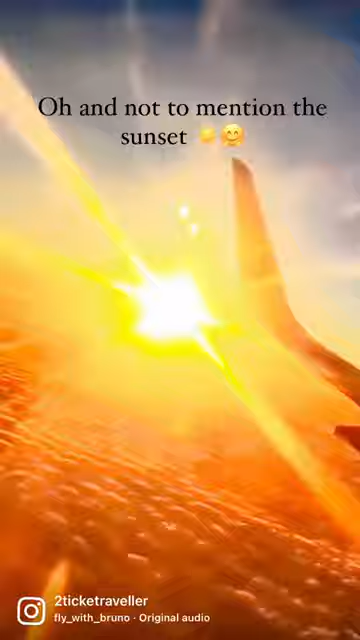 Oh and not to mention the
sunset ☀️😊
2ticketraveller
fly_with_bruno · Original audio